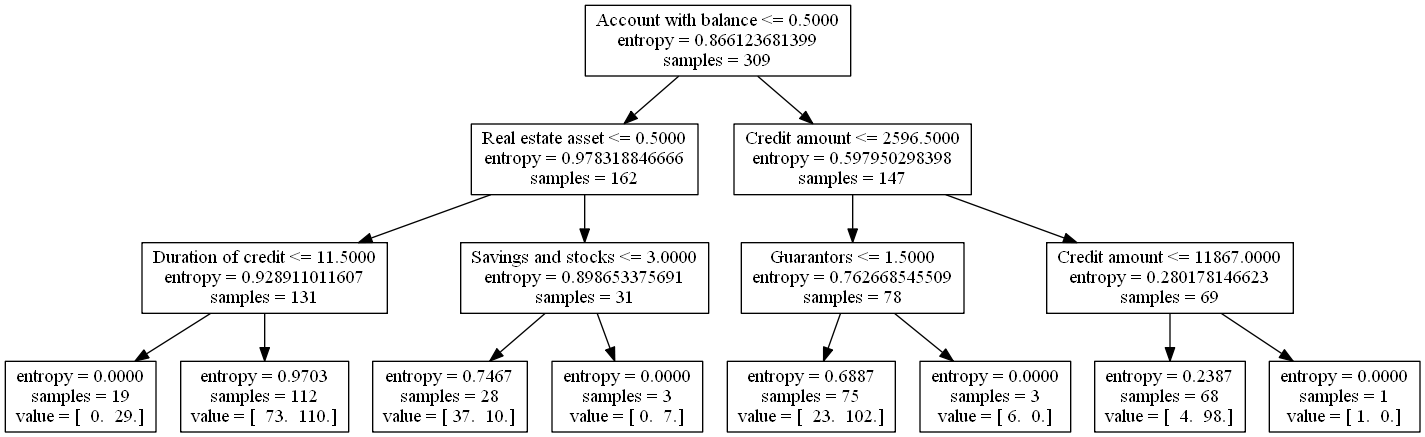 Account with balance <= 0.5000
entropy = 0.866123681399
samples = 309
Real estate asset <= 0.5000
entropy = 0.978318846666
samples = 162
Credit amount <= 2596.5000
entropy = 0.597950298398
samples = 147
Duration of credit <= 11.5000
entropy = 0.928911011607
samples = 131
Savings and stocks <= 3.0000
entropy = 0.898653375691
samples = 31
Guarantors <= 1.5000
entropy = 0.762668545509
samples = 78
Credit amount <= 11867.0000
entropy = 0.280178146623
samples = 69
entropy = 0.0000
samples = 19
value = [  0.  29.]
entropy = 0.9703
samples = 112
value = [  73.  110.]
entropy = 0.7467
samples = 28
value = [ 37.  10.]
entropy = 0.0000
samples = 3
value = [ 0.  7.]
entropy = 0.6887
samples = 75
value = [  23.  102.]
entropy = 0.0000
samples = 3
value = [ 6.  0.]
entropy = 0.2387
samples = 68
value = [  4.  98.]
entropy = 0.0000
samples = 1
value = [ 1.  0.]